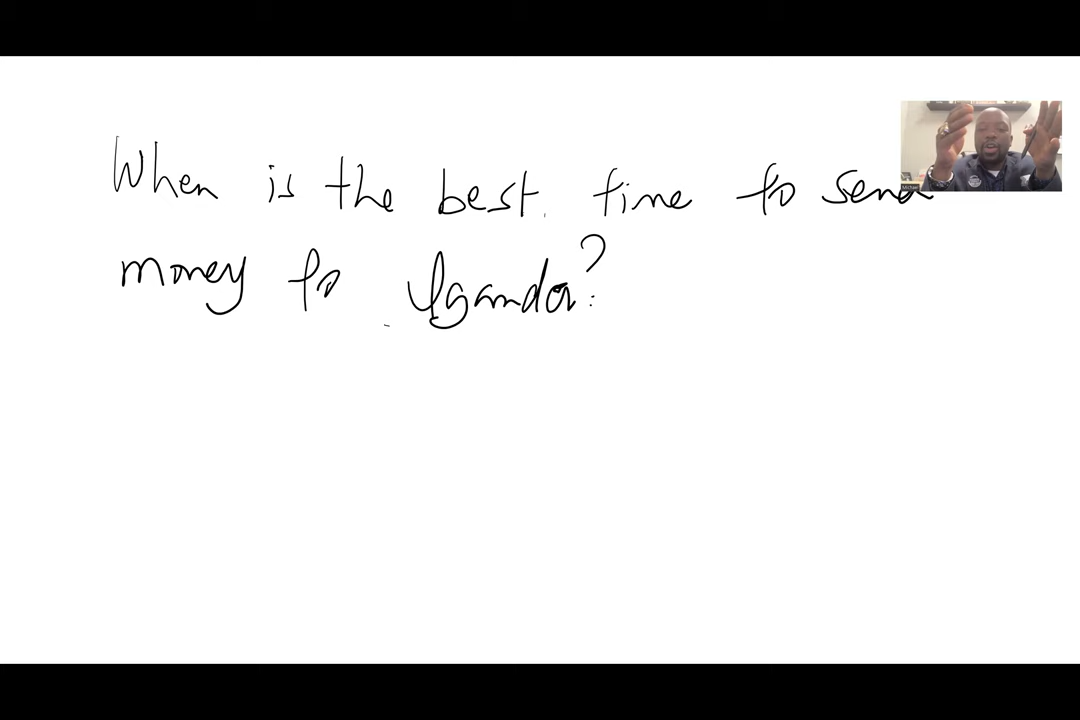 When is the best time to send
money to Uganda?